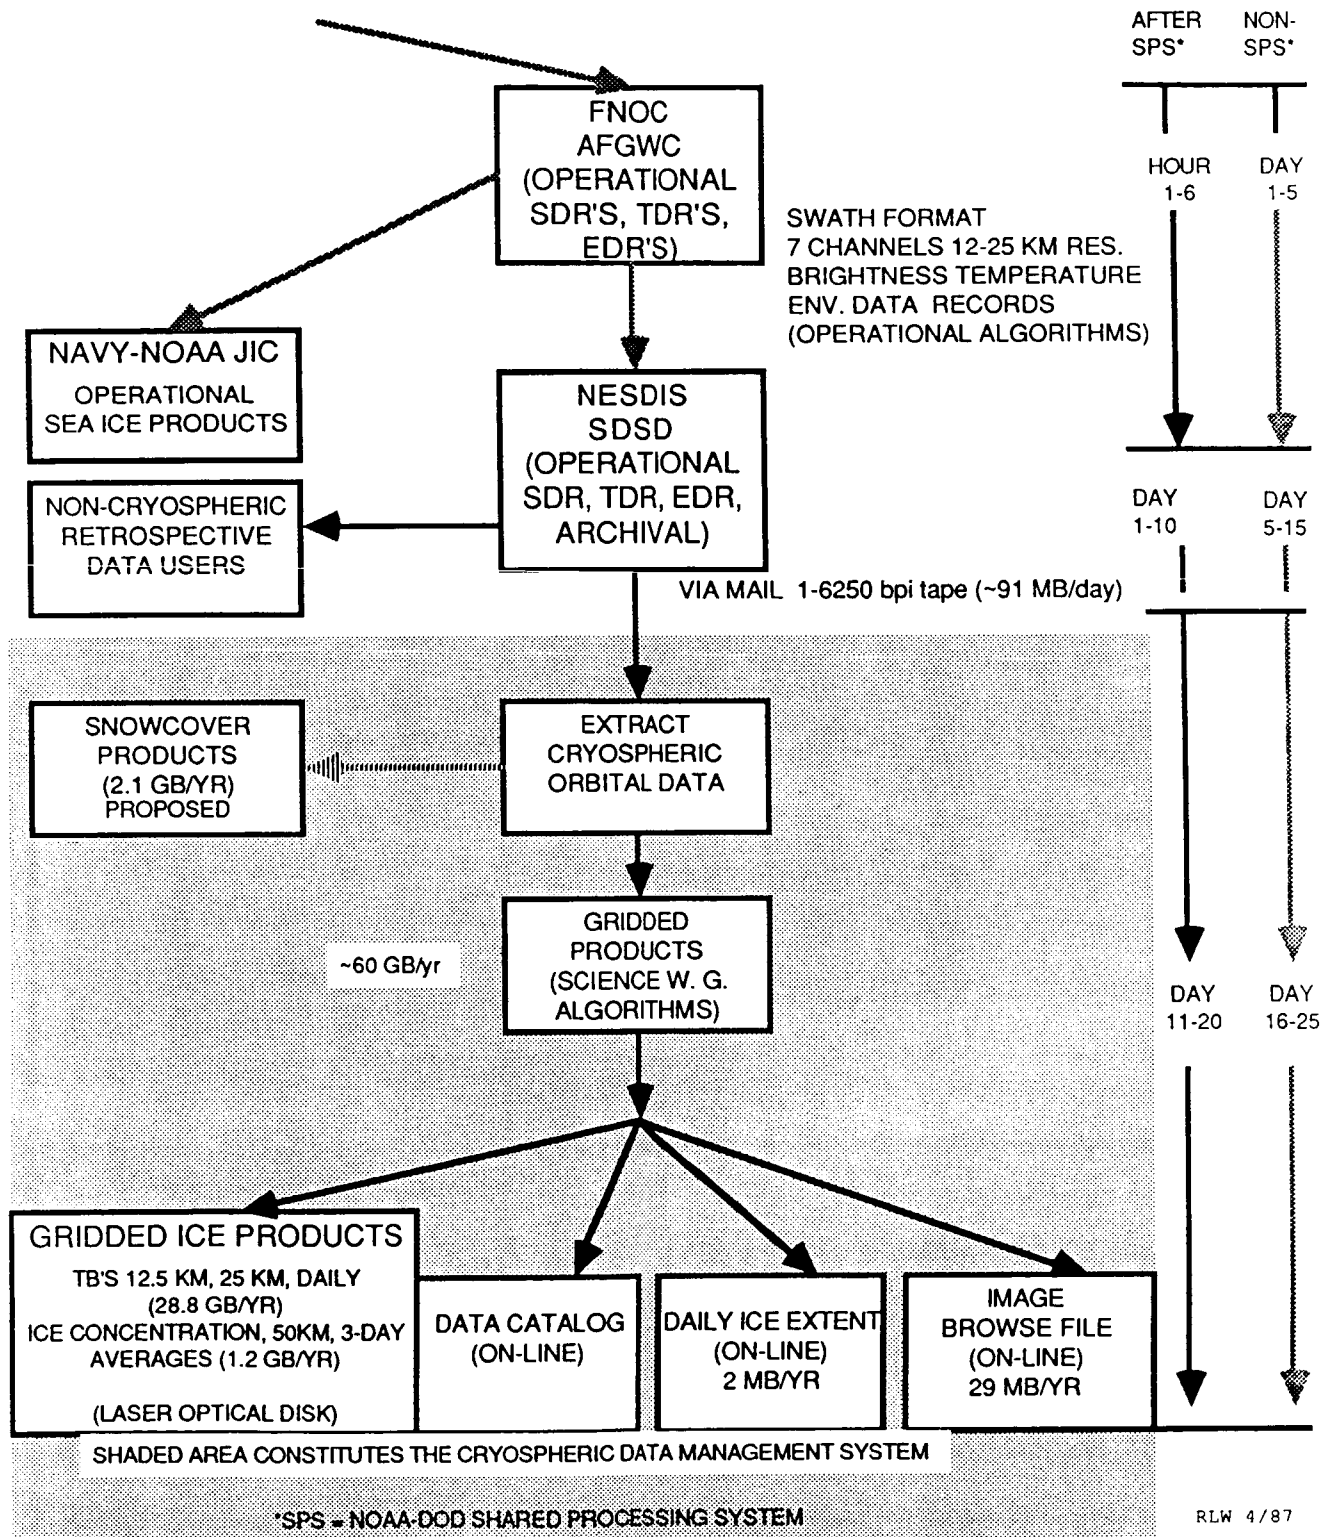 AFTER
SPS*
NON-
SPS*
FNOC
AFGWC
(OPERATIONAL
SDR'S, TDR'S,
EDR'S)
HOUR
1-6
DAY
1-5
SWATH FORMAT
7 CHANNELS 12-25 KM RES.
BRIGHTNESS TEMPERATURE
ENV. DATA RECORDS
(OPERATIONAL ALGORITHMS)
NAVY-NOAA JIC
OPERATIONAL
SEA ICE PRODUCTS
NESDIS
SDSD
(OPERATIONAL
SDR, TDR, EDR,
ARCHIVAL)
NON-CRYOSPHERIC
RETROSPECTIVE
DATA USERS
DAY
1-10
DAY
5-15
VIA MAIL 1-6250 bpi tape (~91 MB/day)
SNOWCOVER
PRODUCTS
(2.1 GB/YR)
PROPOSED
EXTRACT
CRYOSPHERIC
ORBITAL DATA
GRIDDED
PRODUCTS
(SCIENCE W. G.
ALGORITHMS)
~60 GB/yr
DAY
11-20
DAY
16-25
GRIDDED ICE PRODUCTS
TB'S 12.5 KM, 25 KM, DAILY
(28.8 GB/YR)
ICE CONCENTRATION, 50KM, 3-DAY
AVERAGES (1.2 GB/YR)
(LASER OPTICAL DISK)
DATA CATALOG
(ON-LINE)
DAILY ICE EXTENT
(ON-LINE)
2 MB/YR
IMAGE
BROWSE FILE
(ON-LINE)
29 MB/YR
SHADED AREA CONSTITUTES THE CRYOSPHERIC DATA MANAGEMENT SYSTEM
*SPS = NOAA-DOD SHARED PROCESSING SYSTEM
RLW 4/87